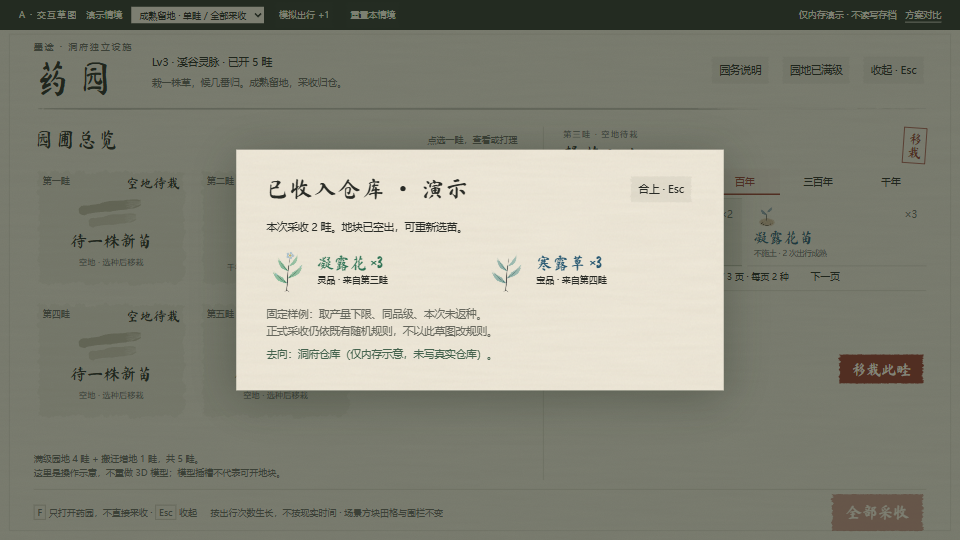 A · 交互草图 演示情境 成熟留地 · 单畦 / 全部采收 模拟出行 +1 重置本情境 仅内存演示 · 不读写存档 方案对比
墨途 · 洞府独立设施
药园
Lv3 · 溪谷灵脉 · 已开 5 畦
栽一株草，候几番归。成熟留地，采收归仓。
园务说明 园地已满级 收起 · Esc
园圃总览
点选一畦，查看或打理
第三畦 · 空地待栽
移栽
百年 三百年 千年
第一畦 空地待栽
待一株新苗
空地 · 选种后移栽
第二畦
×2
凝露花苗 ×3
不施土 · 2 次出行成熟
3 页 · 每页 2 种 下一页
第四畦 空地待栽
待一株新苗
空地 · 选种后移栽
第五畦
空地 · 选种后移栽
移栽此畦
已收入仓库 · 演示
合上 · Esc
本次采收 2 畦。地块已空出，可重新选苗。
凝露花 ×3
灵品 · 来自第三畦
寒露草 ×3
宝品 · 来自第四畦
固定样例：取产量下限、同品级、本次未返种。
正式采收仍依既有随机规则，不以此草图改规则。
去向：洞府仓库（仅内存示意，未写真实仓库）。
满级园地 4 畦 + 搬迁增地 1 畦，共 5 畦。
这里是操作示意，不重做 3D 模型；模型插槽不代表可开地块。
F 只打开药园，不直接采收 · Esc 收起 按出行次数生长，不按现实时间 · 场景方块田格与围栏不变
全部采收